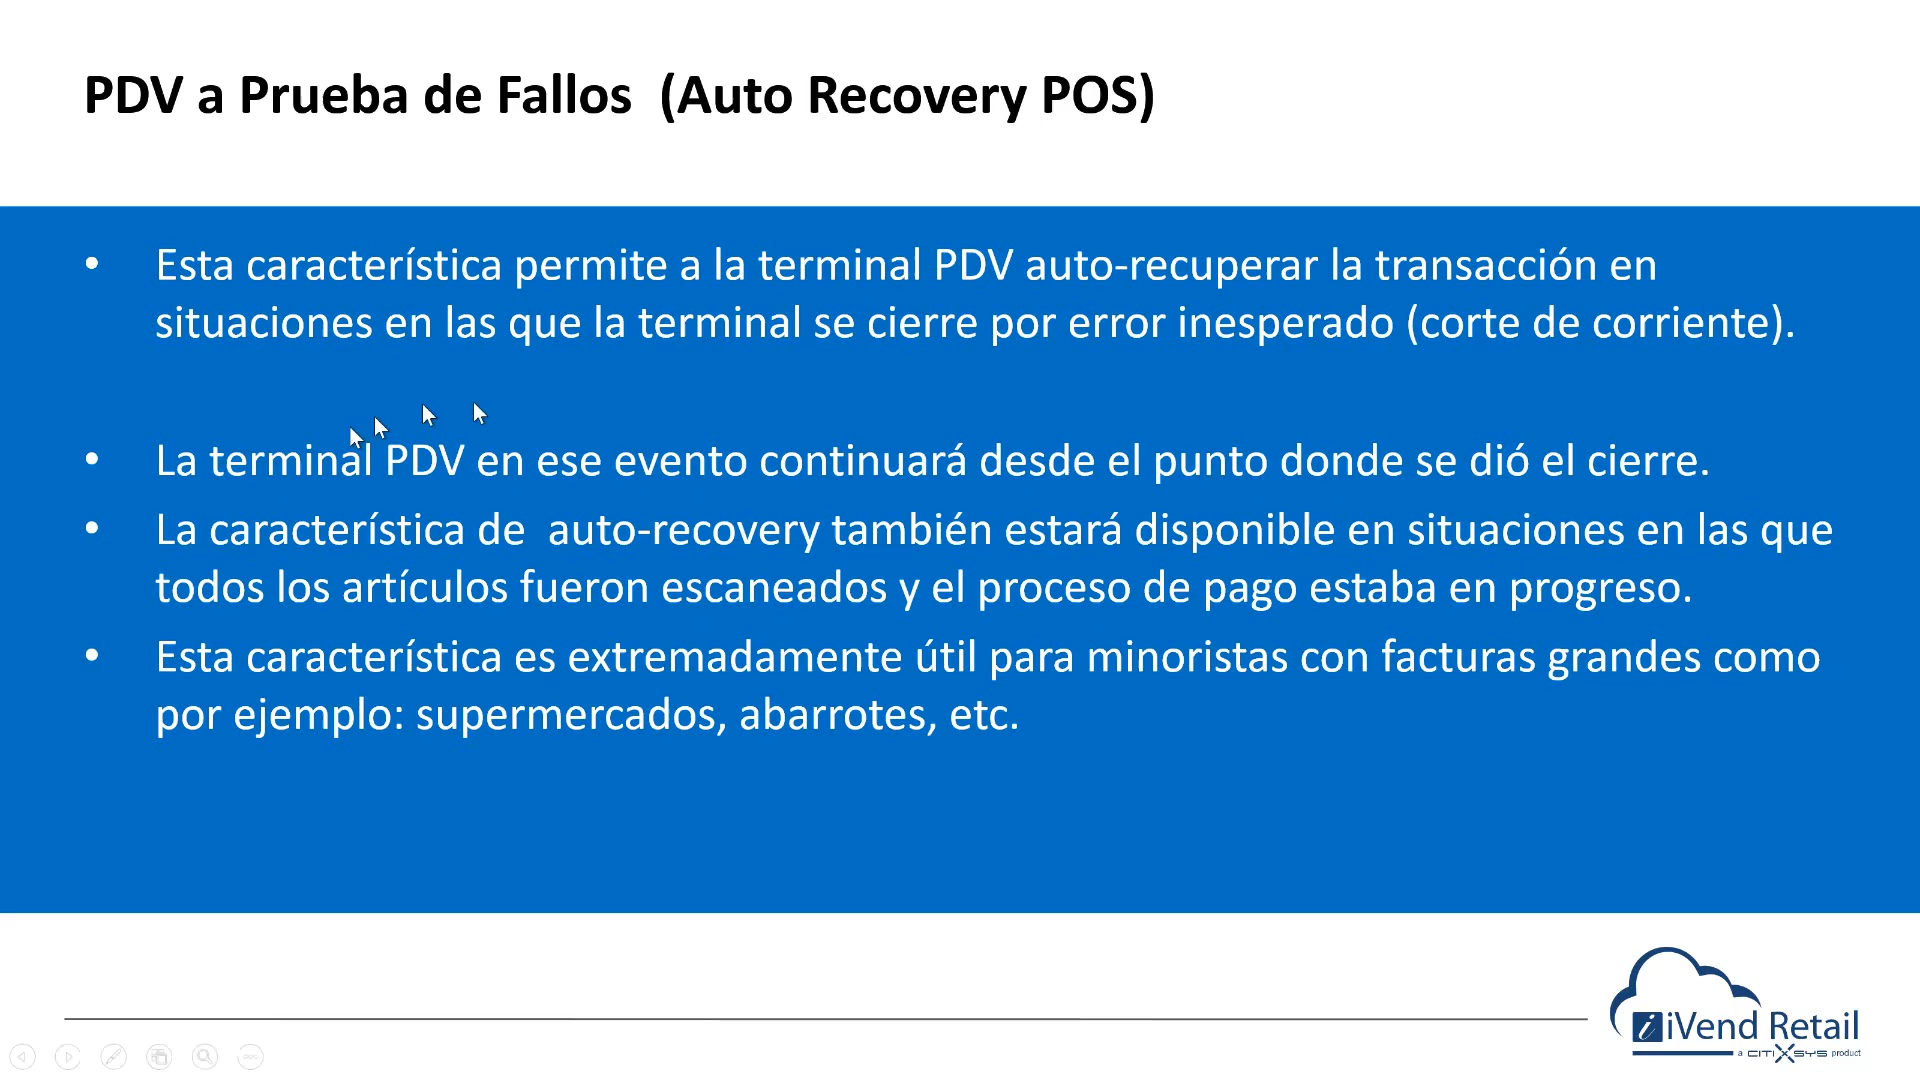 PDV a Prueba de Fallos  (Auto Recovery POS)
• Esta característica permite a la terminal PDV auto-recuperar la transacción en
situaciones en las que la terminal se cierre por error inesperado (corte de corriente).
• La terminal PDV en ese evento continuará desde el punto donde se dió el cierre.
• La característica de  auto-recovery también estará disponible en situaciones en las que
todos los artículos fueron escaneados y el proceso de pago estaba en progreso.
• Esta característica es extremadamente útil para minoristas con facturas grandes como
por ejemplo: supermercados, abarrotes, etc.
i iVend Retail
a CITIXSYS product